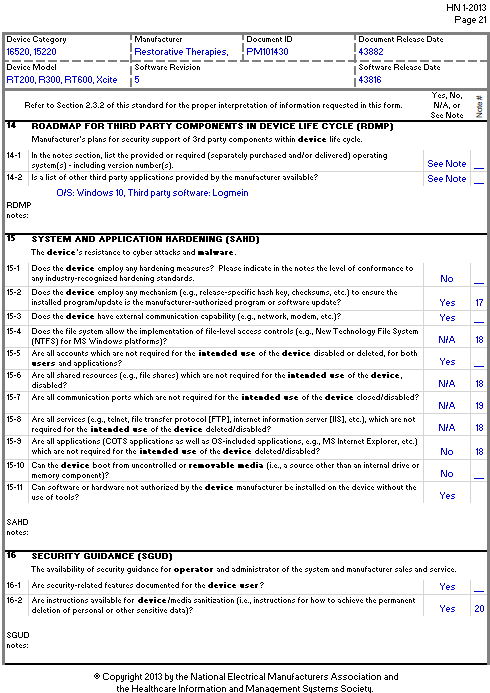 HN 1-2013
Page 21
Device Category Manufacturer Document ID Document Release Date
16520, 15220 Restorative Therapies, PM101430 43882
Device Model Software Revision Software Release Date
RT200, R300, RT600, Xcite 5 43816
Refer to Section 2.3.2 of this standard for the proper interpretation of information requested in this form.
Yes, No,
N/A, or
See Note
Note #
14 ROADMAP FOR THIRD PARTY COMPONENTS IN DEVICE LIFE CYCLE (RDMP)
Manufacturer's plans for security support of 3rd party components within device life cycle.
14-1 In the notes section, list the provided or required (separately purchased and/or delivered) operating
system(s) - including version number(s). See Note __
14-2 Is a list of other third party applications provided by the manufacturer available? See Note __
O/S: Windows 10, Third party software: Logmein
RDMP
notes:
15 SYSTEM AND APPLICATION HARDENING (SAHD)
The device's resistance to cyber attacks and malware.
15-1 Does the device employ any hardening measures? Please indicate in the notes the level of conformance to
any industry-recognized hardening standards. No __
15-2 Does the device employ any mechanism (e.g., release-specific hash key, checksums, etc.) to ensure the
installed program/update is the manufacturer-authorized program or software update? Yes 17
15-3 Does the device have external communication capability (e.g., network, modem, etc.)? Yes __
15-4 Does the file system allow the implementation of file-level access controls (e.g., New Technology File System
(NTFS) for MS Windows platforms)? N/A 18
15-5 Are all accounts which are not required for the intended use of the device disabled or deleted, for both
users and applications? Yes __
15-6 Are all shared resources (e.g., file shares) which are not required for the intended use of the device,
disabled? N/A 18
15-7 Are all communication ports which are not required for the intended use of the device closed/disabled?
N/A 19
15-8 Are all services (e.g., telnet, file transfer protocol [FTP], internet information server [IIS], etc.), which are not
required for the intended use of the device deleted/disabled? N/A 18
15-9 Are all applications (COTS applications as well as OS-included applications, e.g., MS Internet Explorer, etc.)
which are not required for the intended use of the device deleted/disabled? No 18
15-10 Can the device boot from uncontrolled or removable media (i.e., a source other than an internal drive or
memory component)? No __
15-11 Can software or hardware not authorized by the device manufacturer be installed on the device without the
use of tools? Yes
SAHD
notes:
16 SECURITY GUIDANCE (SGUD)
The availability of security guidance for operator and administrator of the system and manufacturer sales and service.
16-1 Are security-related features documented for the device user? Yes __
16-2 Are instructions available for device/media sanitization (i.e., instructions for how to achieve the permanent
deletion of personal or other sensitive data)? Yes 20
SGUD
notes:
® Copyright 2013 by the National Electrical Manufacturers Association and
the Healthcare Information and Management Systems Society.